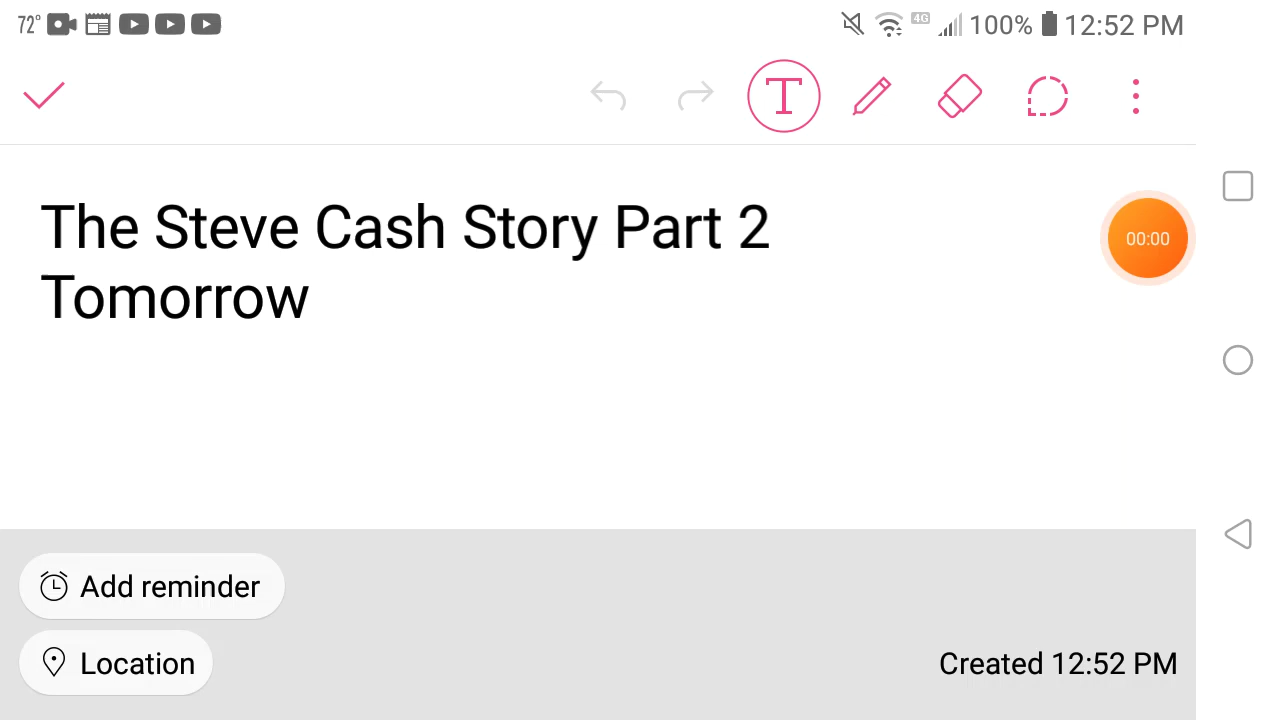 72° 4G 100% 12:52 PM
T
The Steve Cash Story Part 2
Tomorrow
00:00
Add reminder
Location
Created 12:52 PM